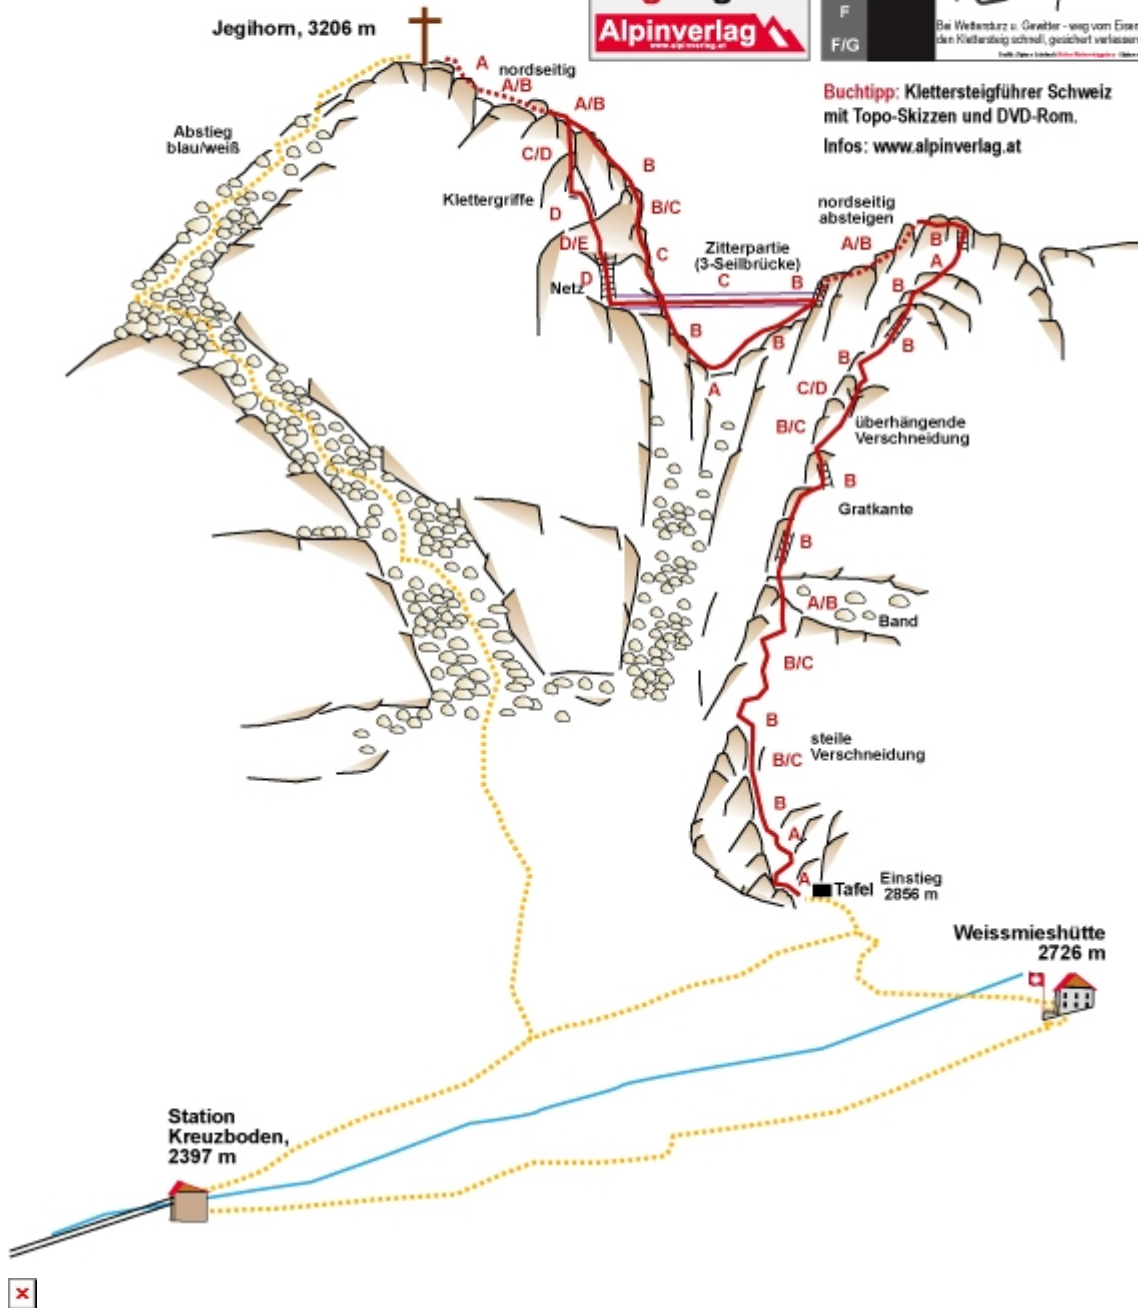 Jegihorn, 3206 m
Alpinverlag
www.alpinverlag.at
F
F/G
Bei Wettersturz u. Gewitter - weg vom Eisen
den Klettersteig schnell, gesichert verlassen
Buchtipp: Klettersteigführer Schweiz
mit Topo-Skizzen und DVD-Rom.
Infos: www.alpinverlag.at
A
nordseitig
A/B
A/B
Abstieg
blau/weiß
C/D
B
Klettergriffe
B/C
D
nordseitig
absteigen
A/B
B
D/E
Zitterpartie
(3-Seilbrücke)
C
A
D
C
B
B
Netz
B
B
B
B
A
C/D
B/C
überhängende
Verschneidung
B
Gratkante
B
A/B
Band
B/C
B
steile
Verschneidung
B/C
B
A
A
Tafel
Einstieg
2856 m
Weissmieshütte
2726 m
Station
Kreuzboden,
2397 m